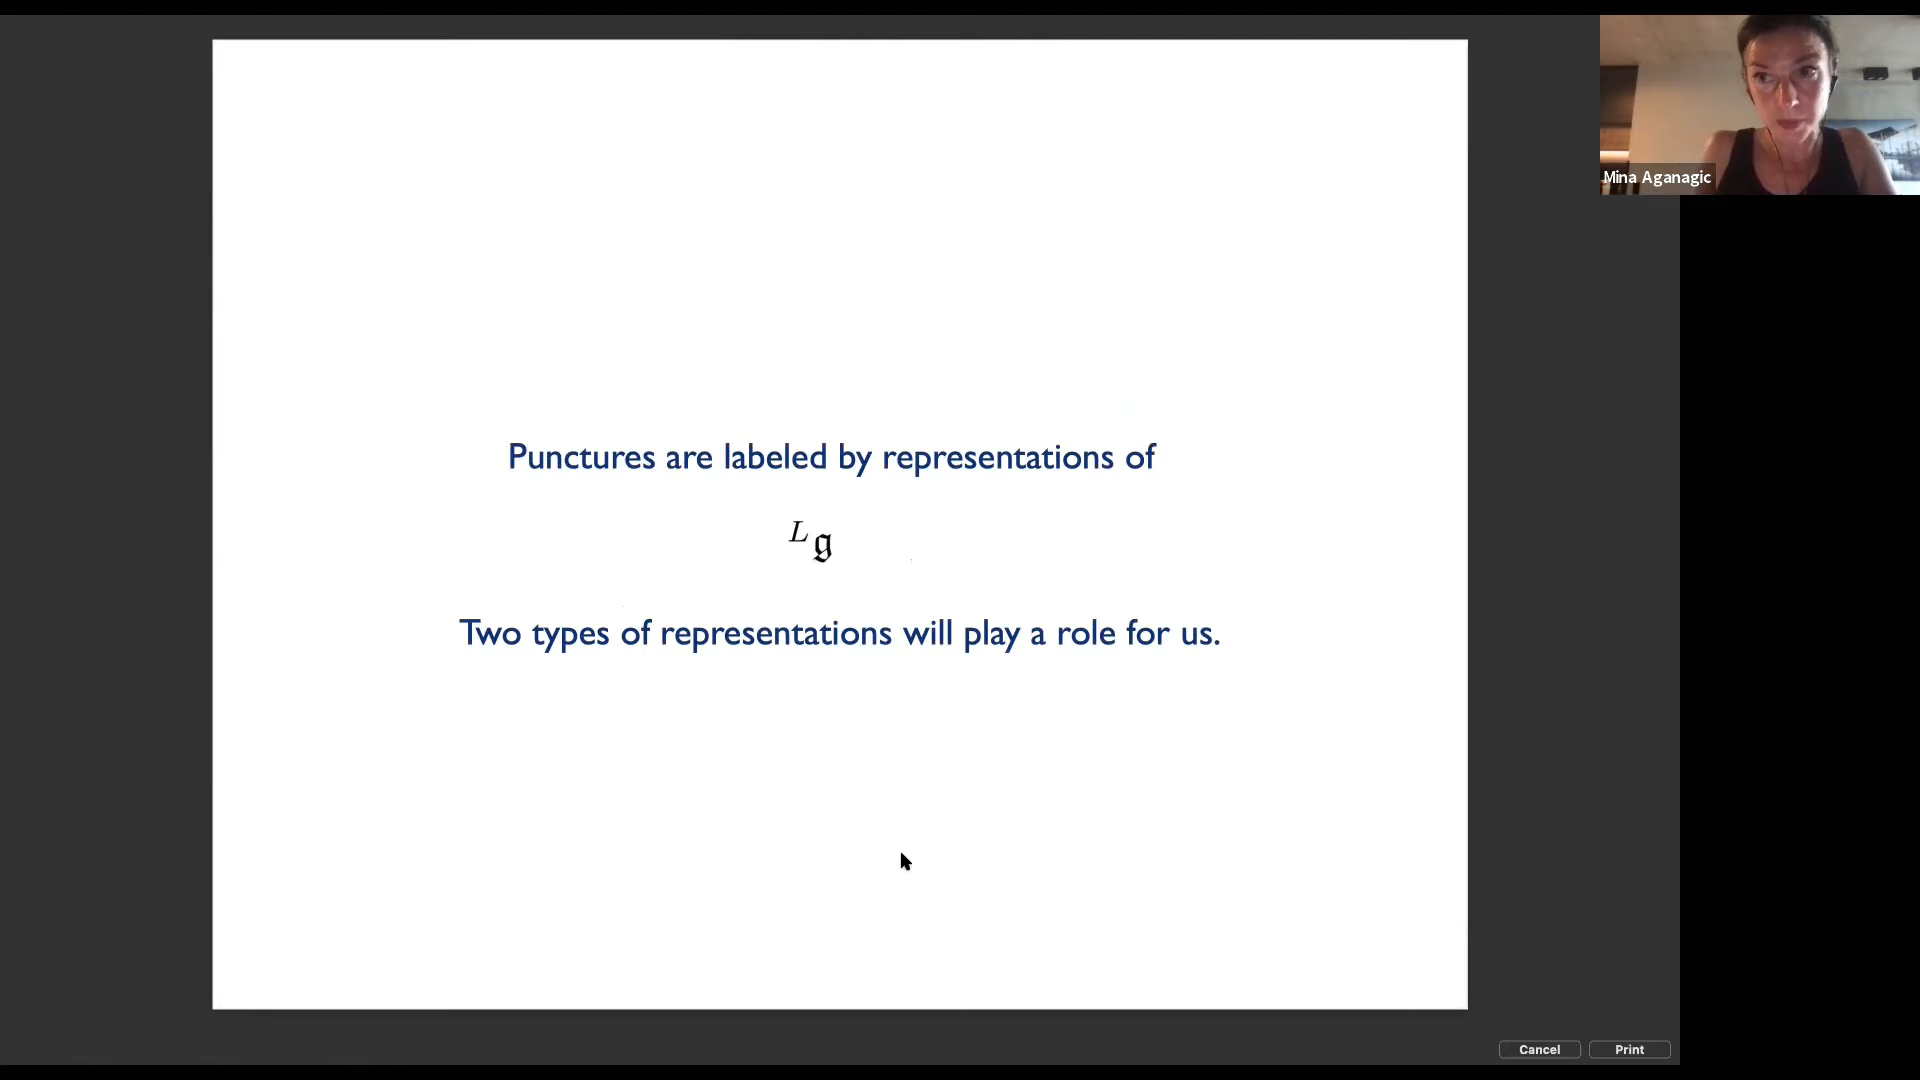 Mina Aganagic
Punctures are labeled by representations of
^L𝔤
Two types of representations will play a role for us.
Cancel Print